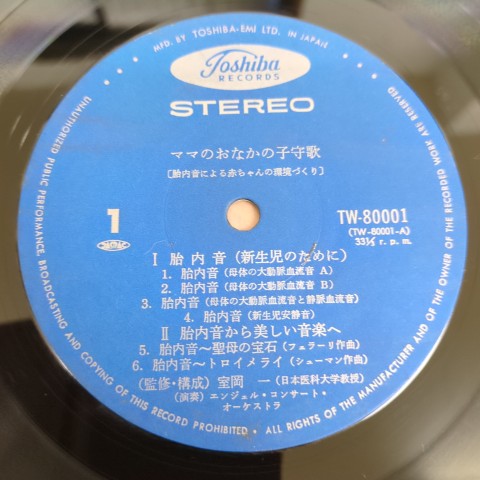 MFD. BY TOSHIBA-EMI LTD. IN JAPAN
Toshiba
RECORDS
STEREO
ママのおなかの子守歌
〔胎内音による赤ちゃんの環境づくり〕
1
TW-80001
(TW-80001-A)
33⅓ r. p. m.
Ⅰ 胎内音(新生児のために)
1. 胎内音(母体の大動脈血流音 A)
2. 胎内音(母体の大動脈血流音 B)
3. 胎内音(母体の大動脈血流音と静脈血流音)
4. 胎内音(新生児安静音)
Ⅱ 胎内音から美しい音楽へ
5. 胎内音〜聖母の宝石(フェラーリ作曲)
6. 胎内音〜トロイメライ(シューマン作曲)
(監修・構成)室岡 一(日本医科大学教授)
(演奏)エンジェル・コンサート・
オーケストラ
UNAUTHORIZED PUBLIC PERFORMANCE, BROADCASTING AND COPYING OF THIS RECORD PROHIBITED • ALL RIGHTS OF THE MANUFACTURER AND OF THE OWNER OF THE RECORDED WORK ARE RESERVED